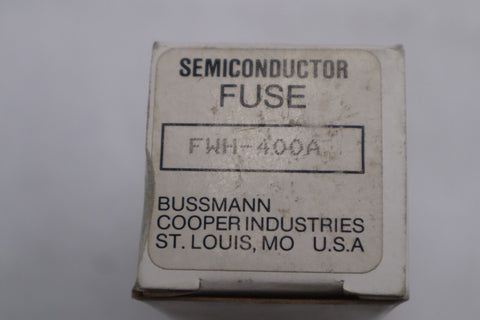 SEMICONDUCTOR
FUSE
FWH-400A
BUSSMANN
COOPER INDUSTRIES
ST. LOUIS, MO U.S.A